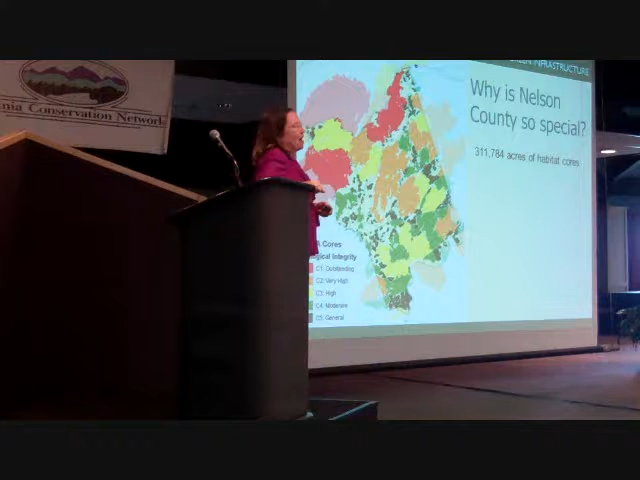 INFRASTRUCTURE
Why is Nelson
County so special?
311,784 acres of habitat cores
nia Conservation Network
Cores
gical Integrity
C1: Outstanding
C2: Very High
C3: High
C4: Moderate
C5: General